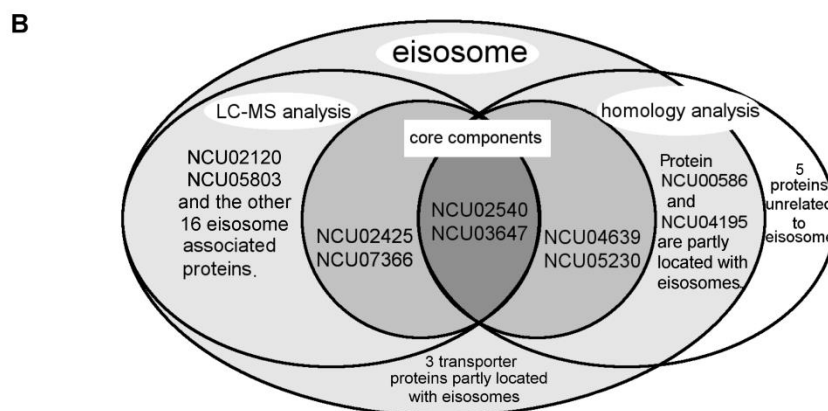 B
eisosome
LC-MS analysis
homology analysis
core components
NCU02120
NCU05803
and the other
16 eisosome
associated
proteins.
NCU02425
NCU07366
NCU02540
NCU03647
NCU04639
NCU05230
Protein
NCU00586
and
NCU04195
are partly
located with
eisosomes.
5
proteins
unrelated
to
eisosome
3 transporter
proteins partly located
with eisosomes